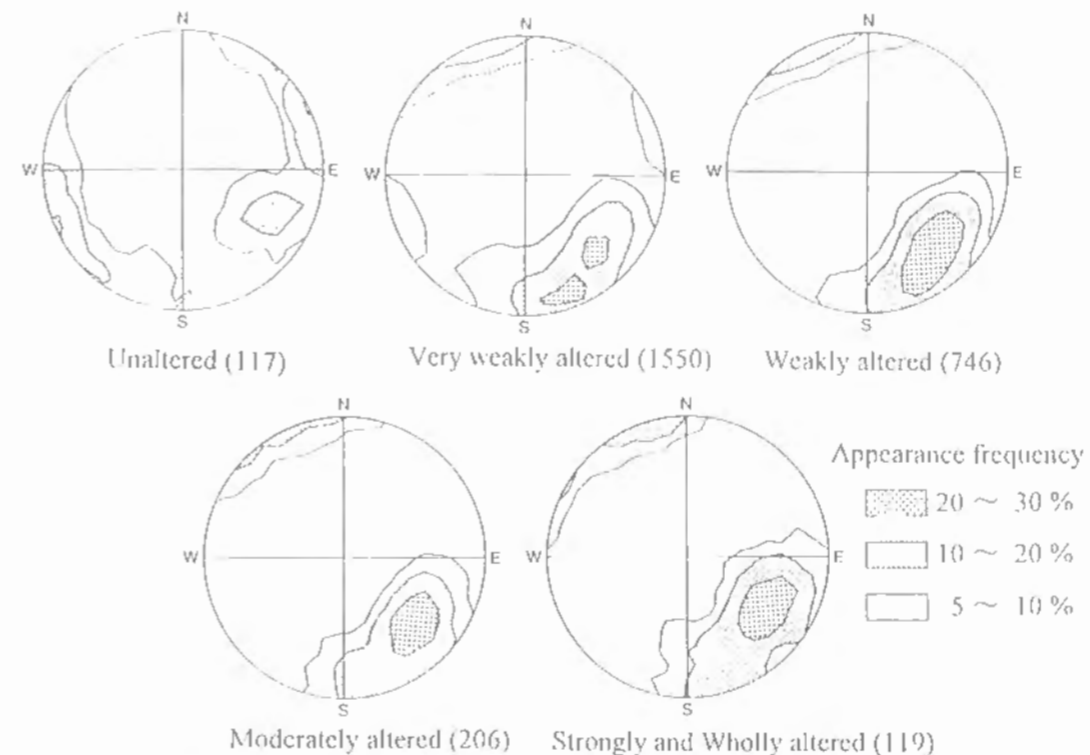 N
N
N
W
E
W
E
W
E
S
S
S
Unaltered (117)
Very weakly altered (1550)
Weakly altered (746)
N
N
W
E
W
E
S
S
Appearance frequency
20 ~ 30 %
10 ~ 20 %
5 ~ 10 %
Moderately altered (206)
Strongly and Wholly altered (119)